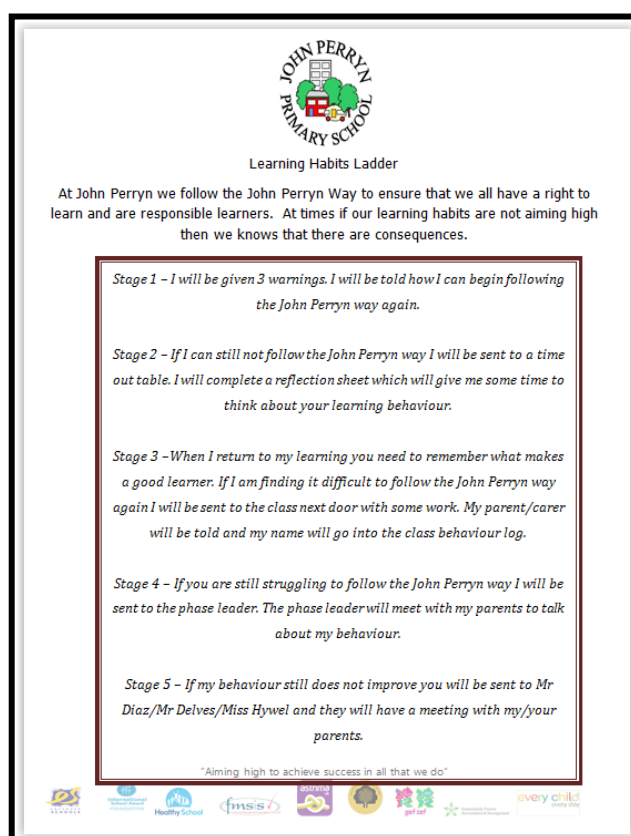 JOHN PERRYN
PRIMARY SCHOOL
Learning Habits Ladder
At John Perryn we follow the John Perryn Way to ensure that we all have a right to
learn and are responsible learners.  At times if our learning habits are not aiming high
then we knows that there are consequences.
Stage 1 – I will be given 3 warnings. I will be told how I can begin following
the John Perryn way again.
Stage 2 – If I can still not follow the John Perryn way I will be sent to a time
out table. I will complete a reflection sheet which will give me some time to
think about your learning behaviour.
Stage 3 –When I return to my learning you need to remember what makes
a good learner. If I am finding it difficult to follow the John Perryn way
again I will be sent to the class next door with some work. My parent/carer
will be told and my name will go into the class behaviour log.
Stage 4 – If you are still struggling to follow the John Perryn way I will be
sent to the phase leader. The phase leader will meet with my parents to talk
about my behaviour.
Stage 5 – If my behaviour still does not improve you will be sent to Mr
Diaz/Mr Delves/Miss Hywel and they will have a meeting with my/your
parents.
"Aiming high to achieve success in all that we do"
SCHOOLS
International
School Award
Healthy School
fmsis
asthma
get set
every child
every day